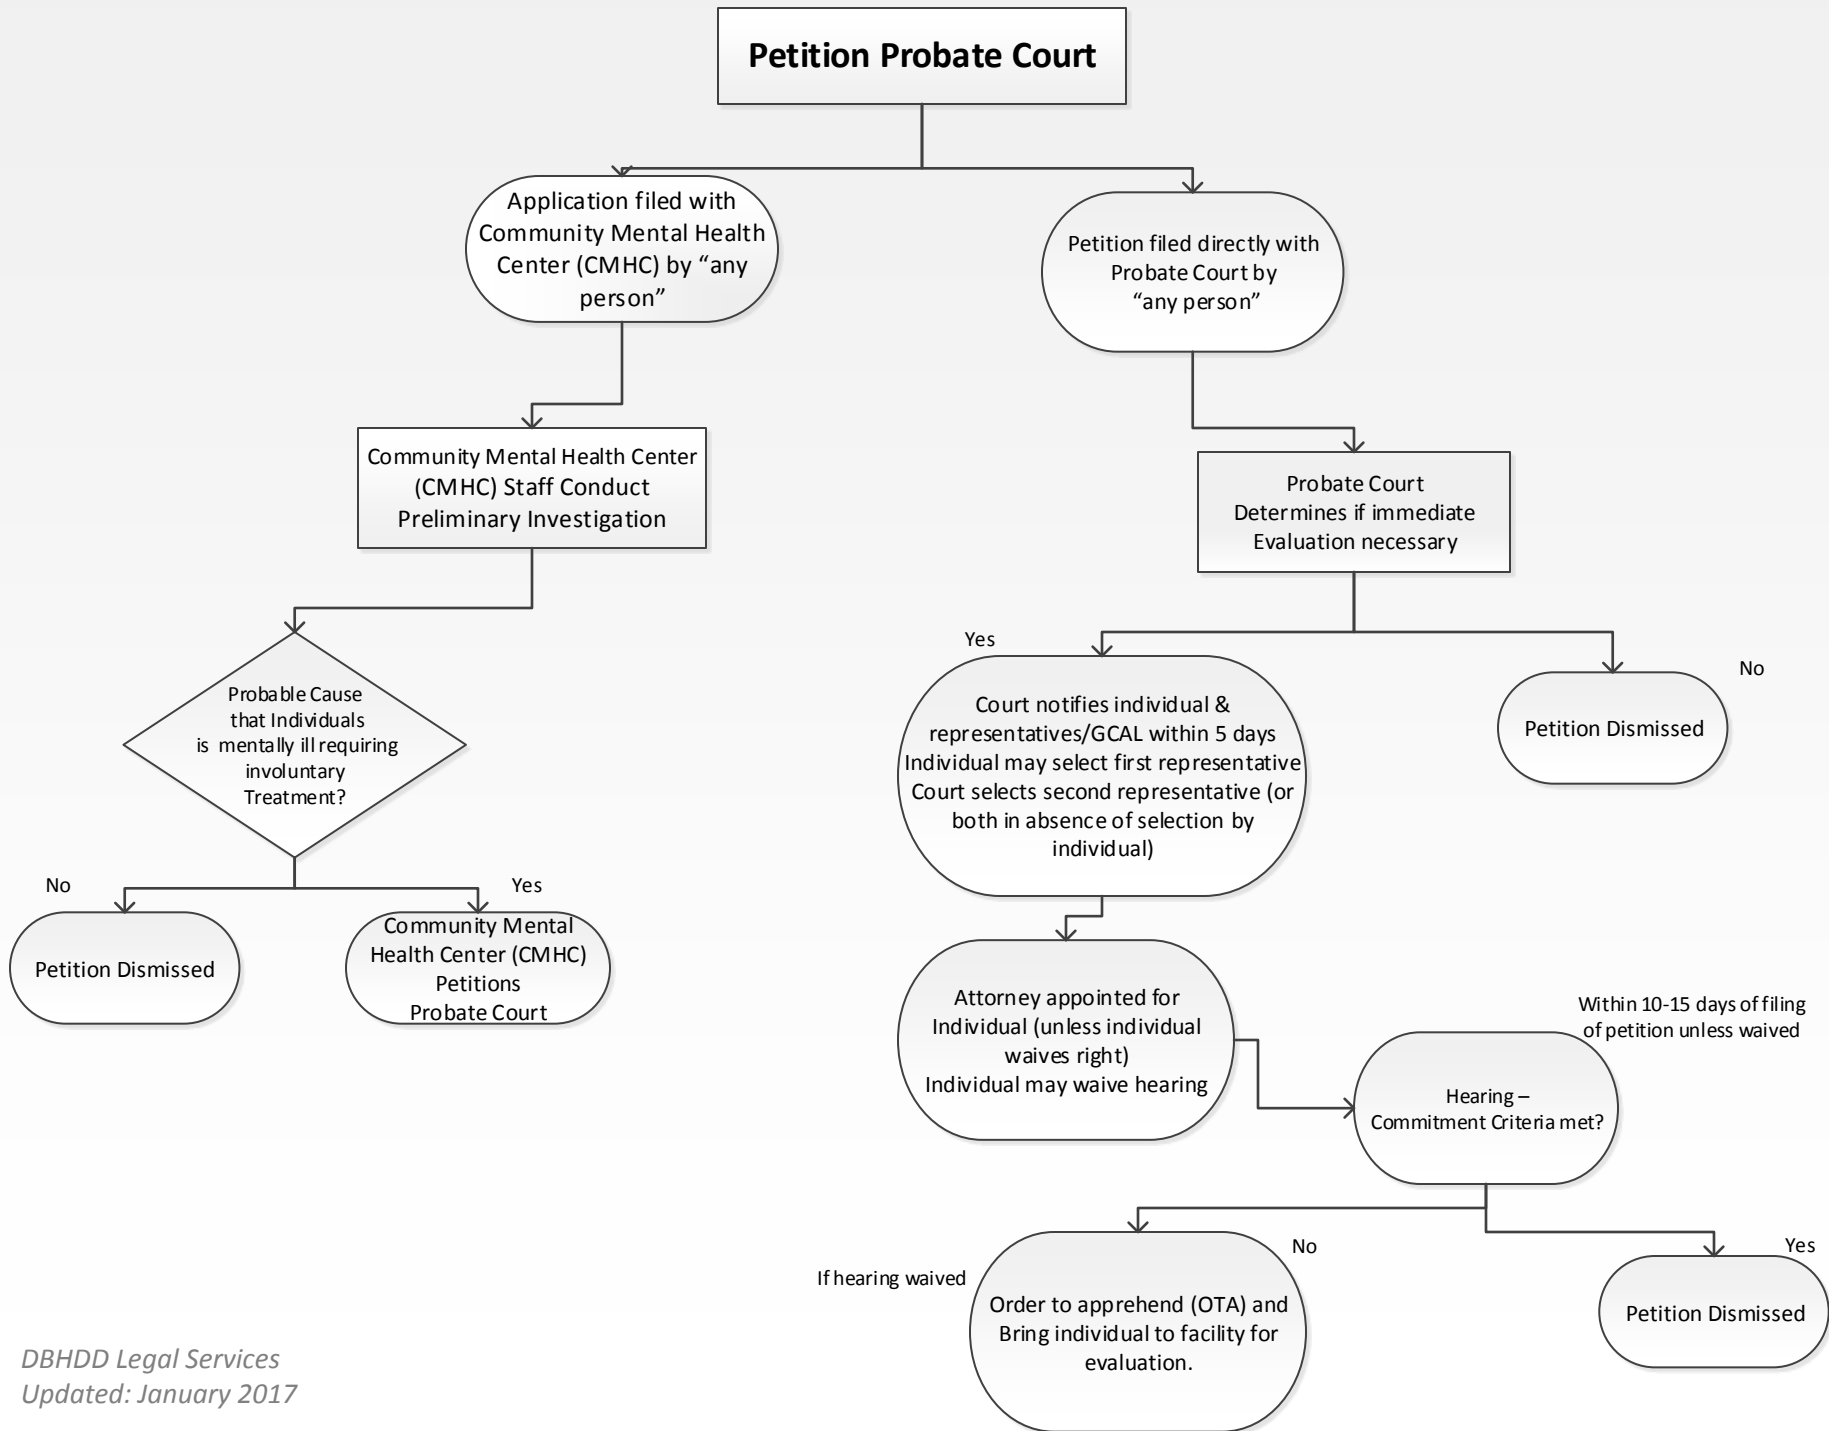 Petition Probate Court
Application filed with
Community Mental Health
Center (CMHC) by “any
person”
Petition filed directly with
Probate Court by
“any person”
Community Mental Health Center
(CMHC) Staff Conduct
Preliminary Investigation
Probate Court
Determines if immediate
Evaluation necessary
Probable Cause
that Individuals
is mentally ill requiring
involuntary
Treatment?
No
Yes
Petition Dismissed
Community Mental
Health Center (CMHC)
Petitions
Probate Court
Yes
No
Court notifies individual &
representatives/GCAL within 5 days
Individual may select first representative
Court selects second representative (or
both in absence of selection by
individual)
Petition Dismissed
Attorney appointed for
Individual (unless individual
waives right)
Individual may waive hearing
Within 10-15 days of filing
of petition unless waived
Hearing –
Commitment Criteria met?
If hearing waived
No
Order to apprehend (OTA) and
Bring individual to facility for
evaluation.
Yes
Petition Dismissed
DBHDD Legal Services
Updated: January 2017